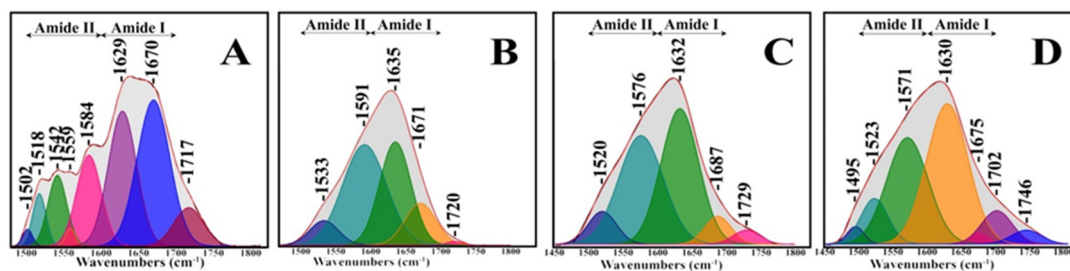 Amide II Amide I
A
-1502
-1518
-1542
-1559
-1584
-1629
-1670
-1717
1500 1550 1600 1650 1700 1750 1800
Wavenumbers (cm⁻¹)
Amide II Amide I
B
-1533
-1591
-1635
-1671
-1720
1500 1550 1600 1650 1700 1750 1800
Wavenumbers (cm⁻¹)
Amide II Amide I
C
-1520
-1576
-1632
-1687
-1729
1450 1500 1550 1600 1650 1700 1750 1800
Wavenumbers (cm⁻¹)
Amide II Amide I
D
-1495
-1523
-1571
-1630
-1675
-1702
-1746
1450 1500 1550 1600 1650 1700 1750 1800
Wavenumbers (cm⁻¹)